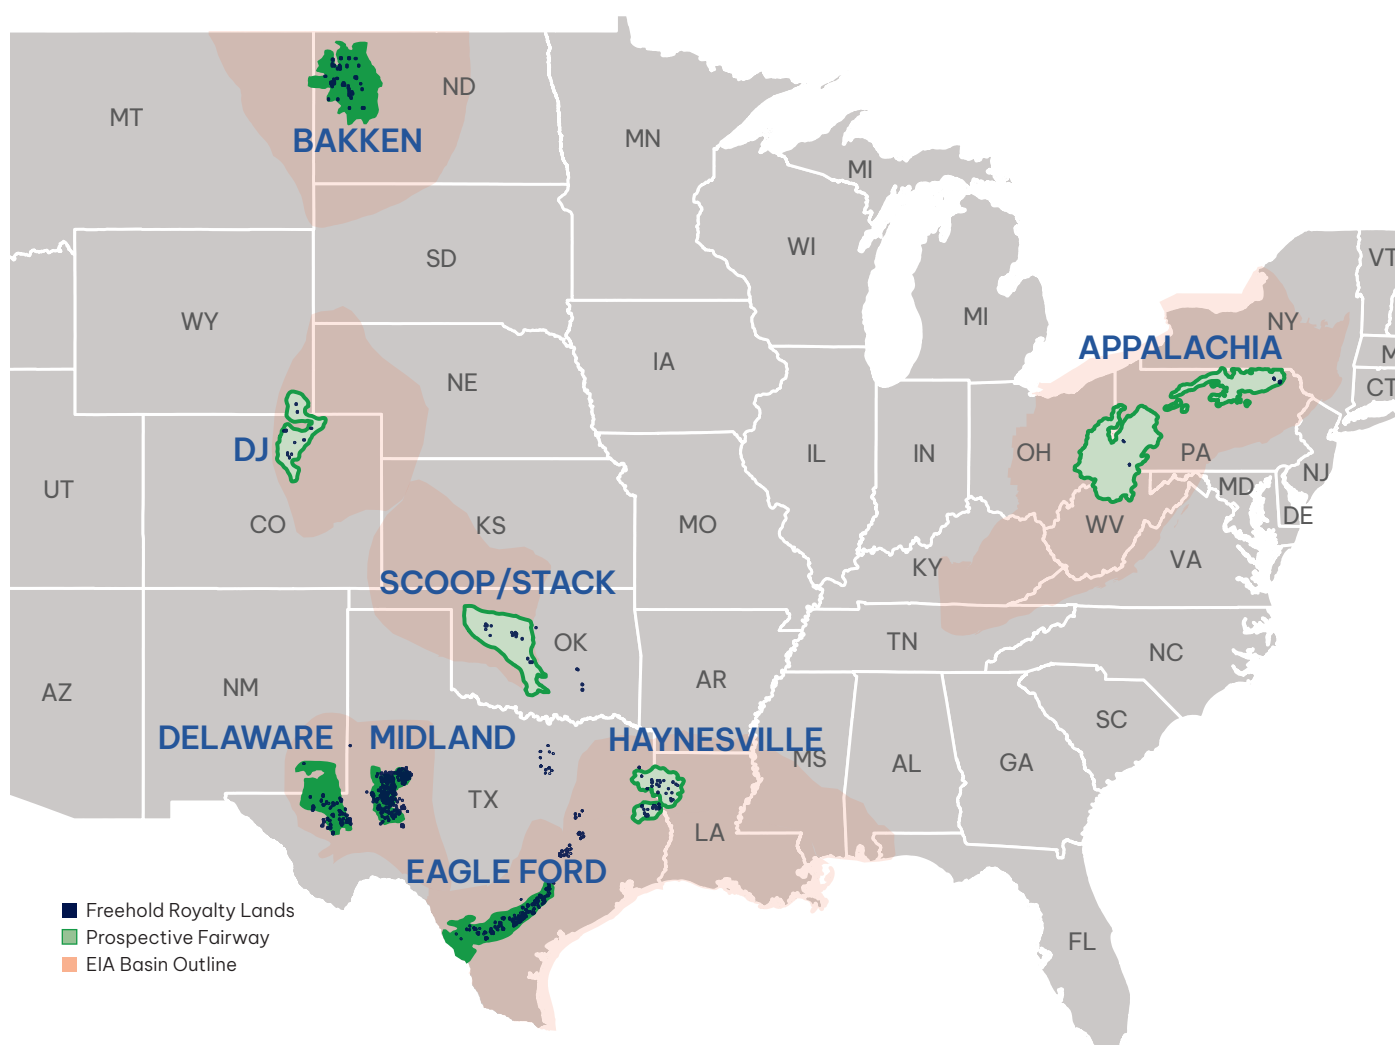 MT
ND
BAKKEN
MN
MI
WI
SD
VT
WY
MI
NY
APPALACHIA
M
IA
NE
CT
DJ
IL
IN
OH
PA
NJ
UT
MD
CO
KS
MO
WV
DE
VA
KY
SCOOP/STACK
OK
TN
NC
AZ
NM
AR
SC
DELAWARE
MIDLAND
HAYNESVILLE
MS
AL
GA
TX
LA
EAGLE FORD
Freehold Royalty Lands
Prospective Fairway
EIA Basin Outline
FL